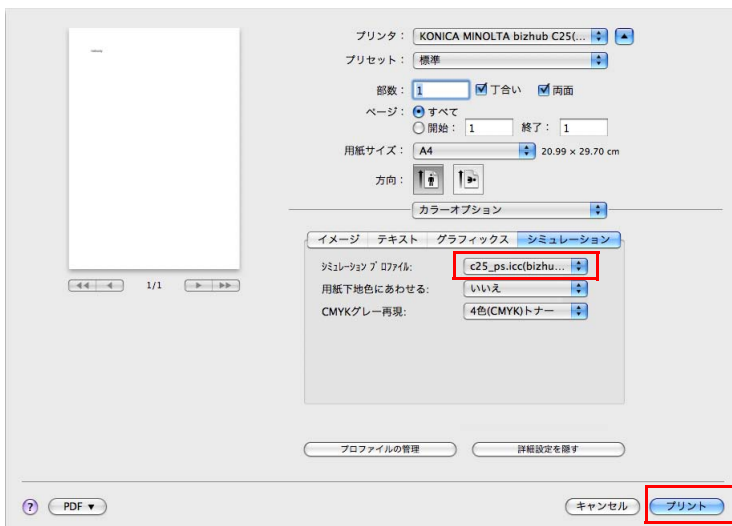 プリンタ： KONICA MINOLTA bizhub C25(...
プリセット： 標準
部数： 1 丁合い 両面
ページ： すべて
開始： 1 終了： 1
用紙サイズ： A4 20.99 × 29.70 cm
方向：
カラーオプション
イメージ テキスト グラフィックス シミュレーション
ｼﾐｭﾚｰｼｮﾝ ﾌﾟﾛﾌｧｲﾙ: c25_ps.icc(bizhu...
用紙下地色にあわせる: いいえ
CMYKグレー再現: 4色(CMYK)トナー
1/1
プロファイルの管理 詳細設定を隠す
? PDF ▼ キャンセル プリント